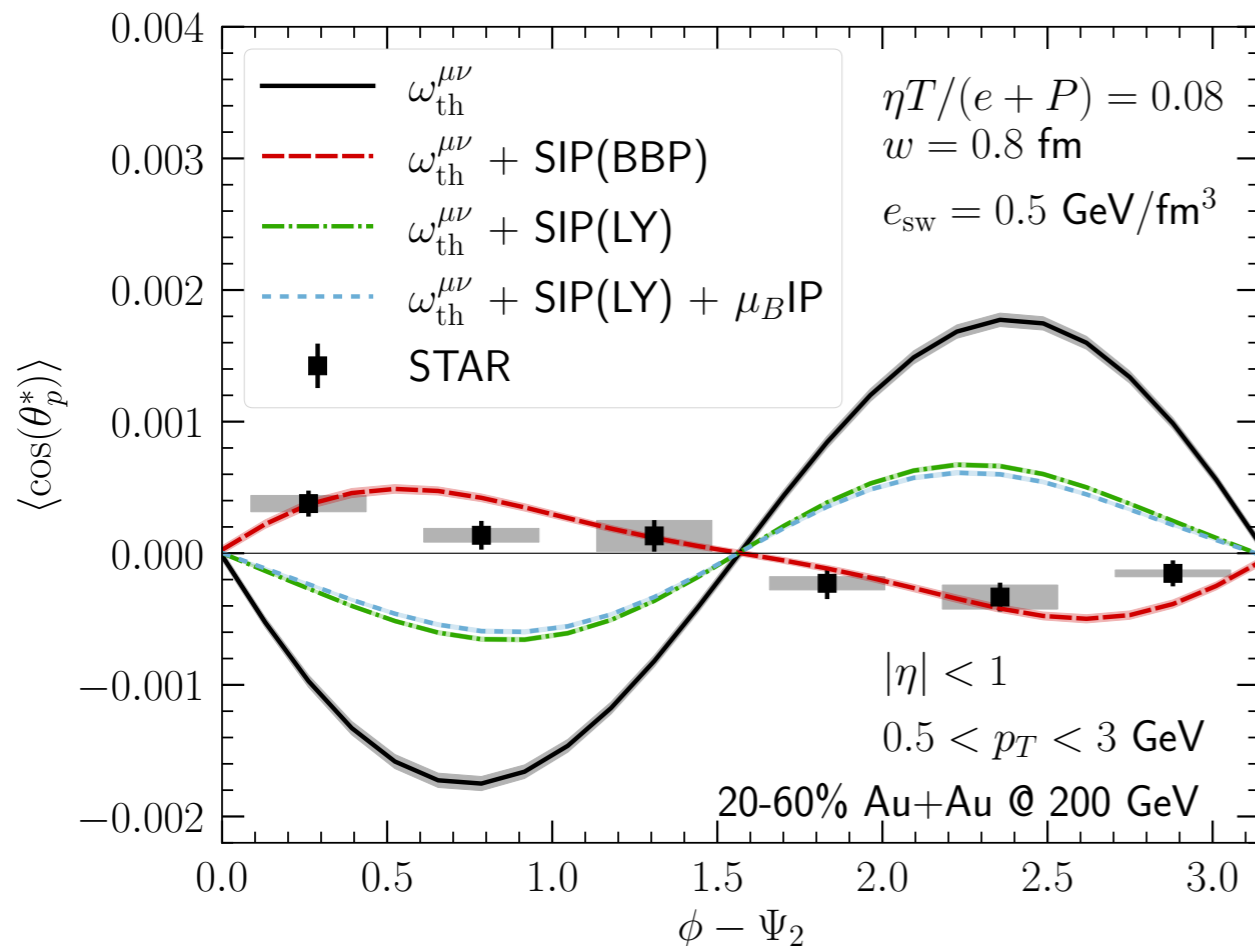 0.004
0.003
0.002
0.001
0.000
−0.001
−0.002
⟨cos(θ*p)⟩
ω^μν_th
ω^μν_th + SIP(BBP)
ω^μν_th + SIP(LY)
ω^μν_th + SIP(LY) + μ_B IP
STAR
ηT/(e + P) = 0.08
w = 0.8 fm
e_sw = 0.5 GeV/fm³
|η| < 1
0.5 < p_T < 3 GeV
20-60% Au+Au @ 200 GeV
0.0 0.5 1.0 1.5 2.0 2.5 3.0
ϕ − Ψ₂